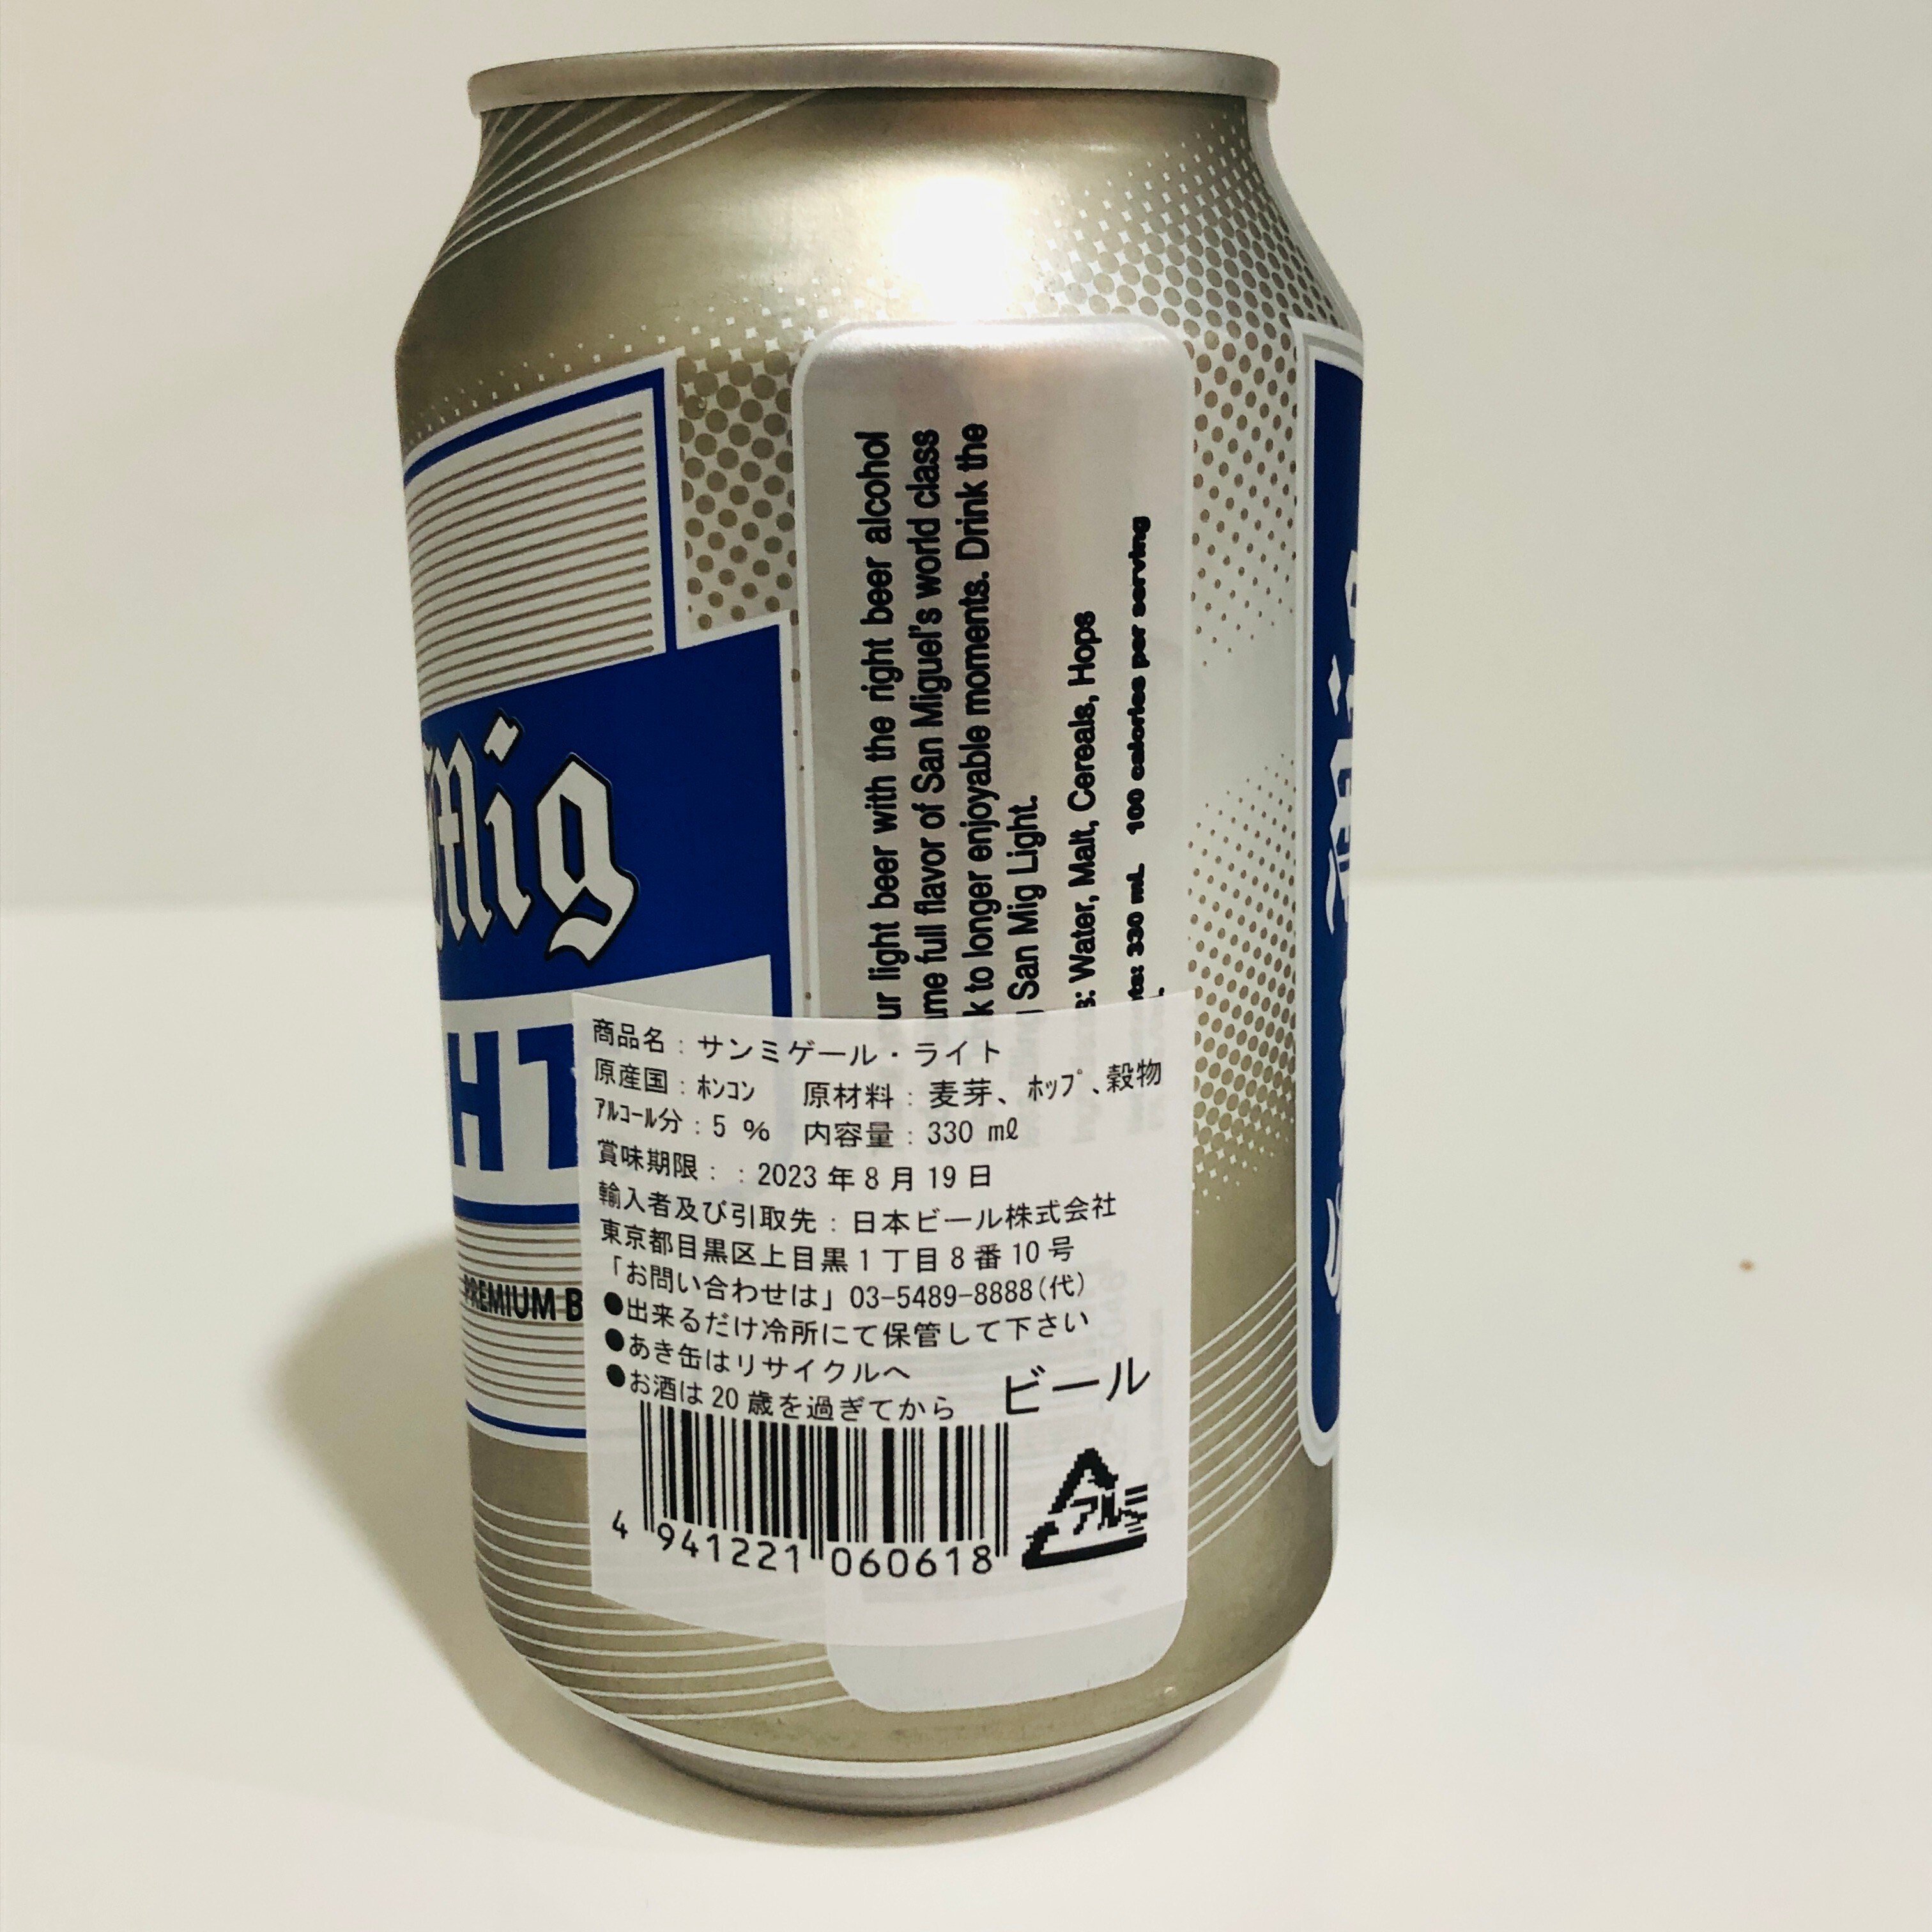 Mig
HT
PREMIUM B
light beer with the right beer alcohol
full flavor of San Miguel's world class
to longer enjoyable moments. Drink the
San Mig Light.
Water, Malt, Cereals, Hops
330 mL 100 calories per serving
商品名：サンミゲール・ライト
原産国：ﾎﾝｺﾝ 原材料：麦芽、ﾎｯﾌﾟ、穀物
ｱﾙｺｰﾙ分：5 % 内容量：330 ㎖
賞味期限：：2023年8月19日
輸入者及び引取先：日本ビール株式会社
東京都目黒区上目黒1丁目8番10号
「お問い合わせは」03-5489-8888(代)
●出来るだけ冷所にて保管して下さい
●あき缶はリサイクルへ
●お酒は20歳を過ぎてから
ビール
4 941221 060618
アルミ